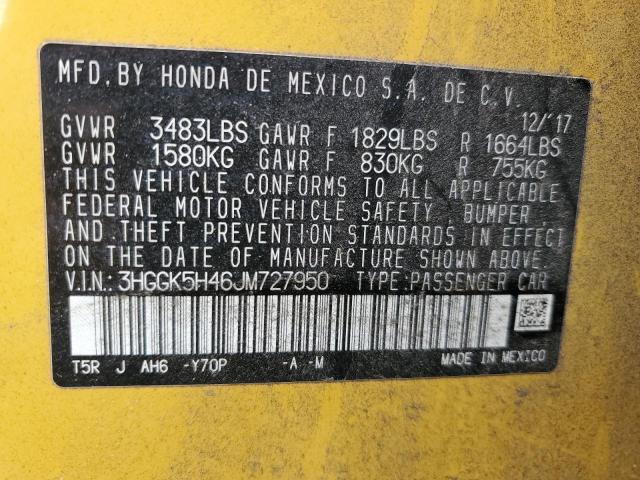 MFD. BY HONDA DE MEXICO S.A. DE C.V.
12/'17
GVWR 3483LBS GAWR F 1829LBS R 1664LBS
GVWR 1580KG GAWR F 830KG R 755KG
THIS VEHICLE CONFORMS TO ALL APPLICABLE
FEDERAL MOTOR VEHICLE SAFETY, BUMPER,
AND THEFT PREVENTION STANDARDS IN EFFECT
ON THE DATE OF MANUFACTURE SHOWN ABOVE.
V.I.N.: 3HGGK5H46JM727950 TYPE:PASSENGER CAR
T5R J AH6 -Y70P -A -M MADE IN MEXICO